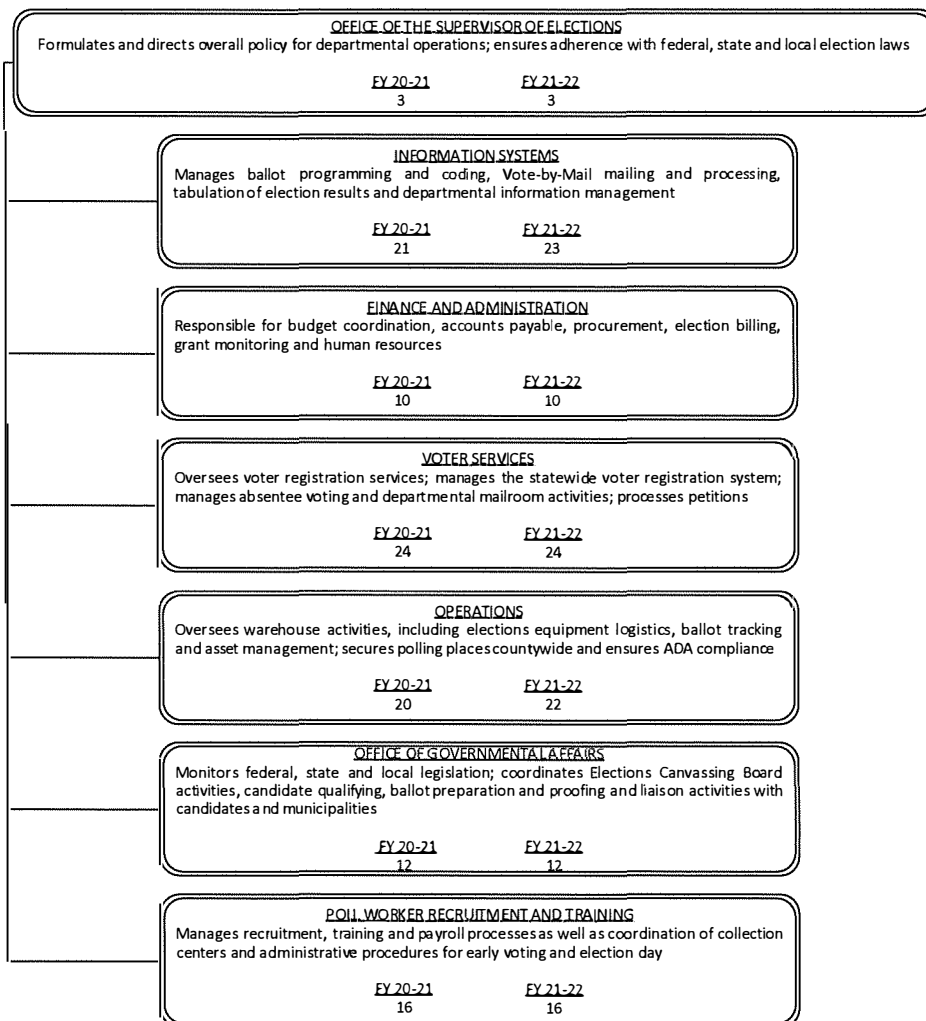 OFFICE OF THE SUPERVISOR OF ELECTIONS
Formulates and directs overall policy for departmental operations; ensures adherence with federal, state and local election laws
FY 20-21 FY 21-22
3 3
INFORMATION SYSTEMS
Manages ballot programming and coding, Vote-by-Mail mailing and processing,
tabulation of election results and departmental information management
FY 20-21 FY 21-22
21 23
FINANCE AND ADMINISTRATION
Responsible for budget coordination, accounts payable, procurement, election billing,
grant monitoring and human resources
FY 20-21 FY 21-22
10 10
VOTER SERVICES
Oversees voter registration services; manages the statewide voter registration system;
manages absentee voting and departmental mailroom activities; processes petitions
FY 20-21 FY 21-22
24 24
OPERATIONS
Oversees warehouse activities, including elections equipment logistics, ballot tracking
and asset management; secures polling places countywide and ensures ADA compliance
FY 20-21 FY 21-22
20 22
OFFICE OF GOVERNMENTAL AFFAIRS
Monitors federal, state and local legislation; coordinates Elections Canvassing Board
activities, candidate qualifying, ballot preparation and proofing and liaison activities with
candidates and municipalities
FY 20-21 FY 21-22
12 12
POLL WORKER RECRUITMENT AND TRAINING
Manages recruitment, training and payroll processes as well as coordination of collection
centers and administrative procedures for early voting and election day
FY 20-21 FY 21-22
16 16